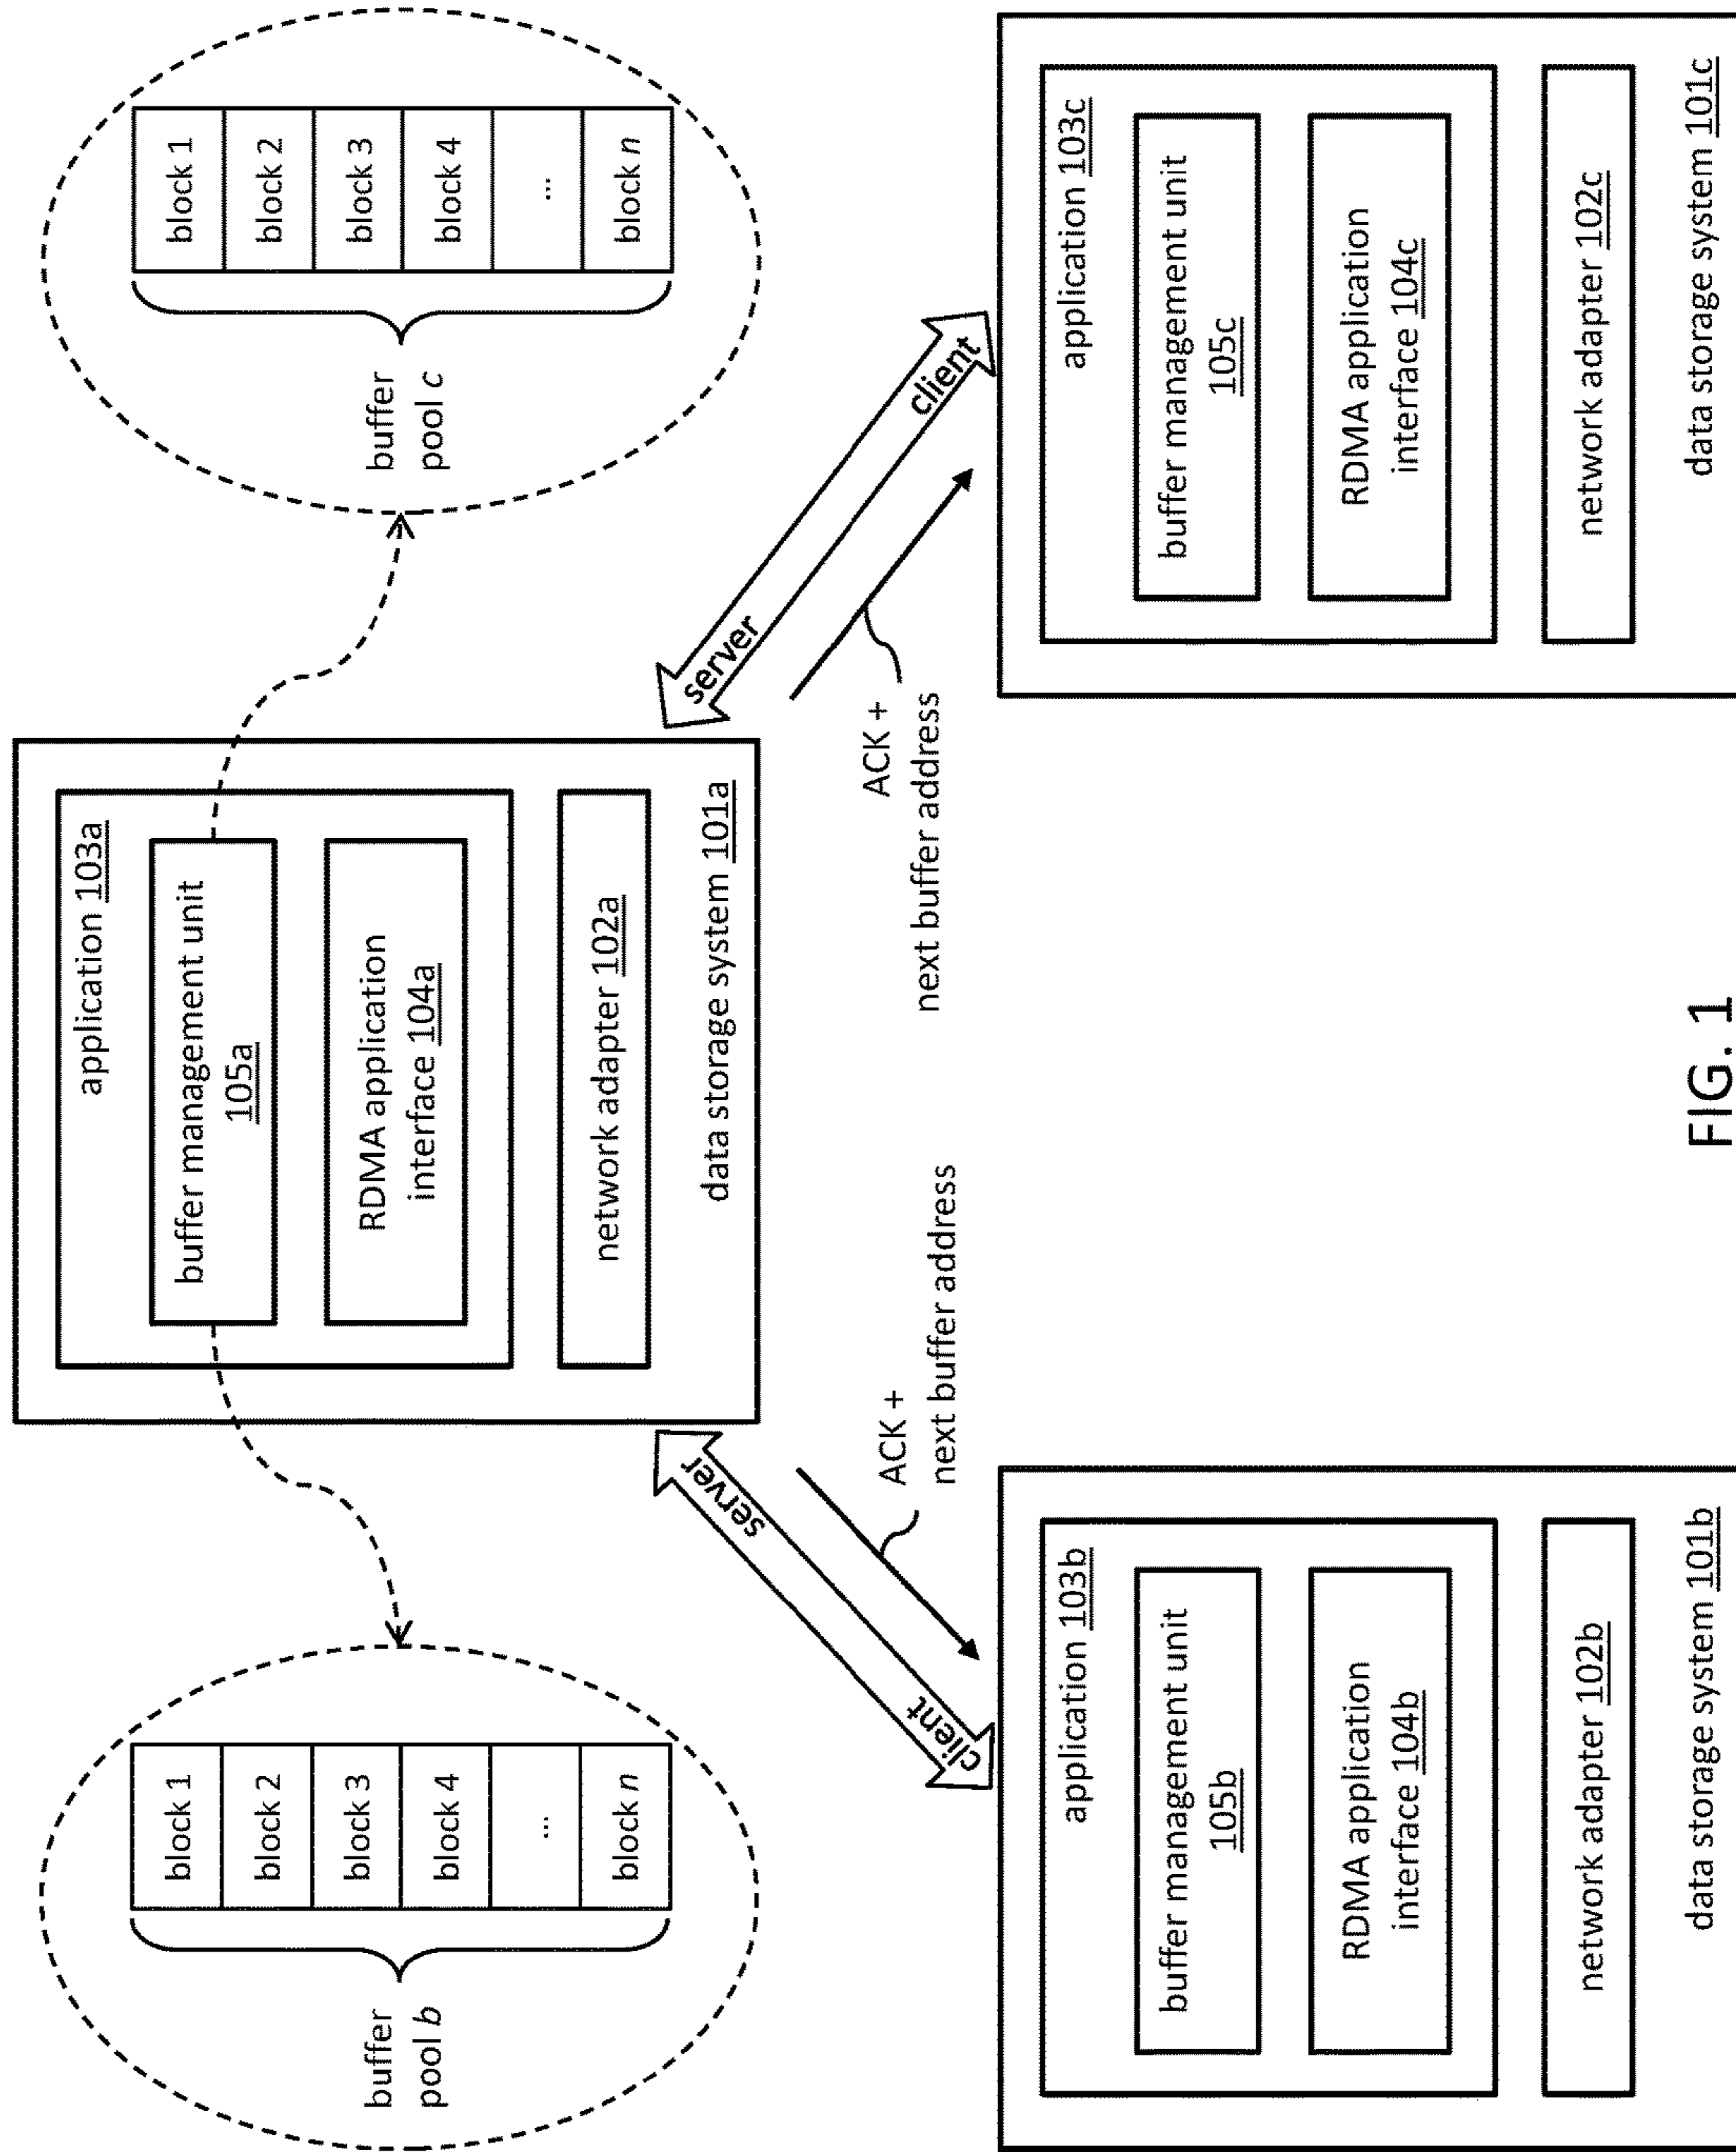 buffer
pool b
block 1
block 2
block 3
block 4
...
block n
application 103a
buffer management unit
105a
RDMA application
interface 104a
network adapter 102a
data storage system 101a
buffer
pool c
block 1
block 2
block 3
block 4
...
block n
server
client
ACK +
next buffer address
server
client
ACK +
next buffer address
application 103b
buffer management unit
105b
RDMA application
interface 104b
network adapter 102b
data storage system 101b
application 103c
buffer management unit
105c
RDMA application
interface 104c
network adapter 102c
data storage system 101c
FIG. 1